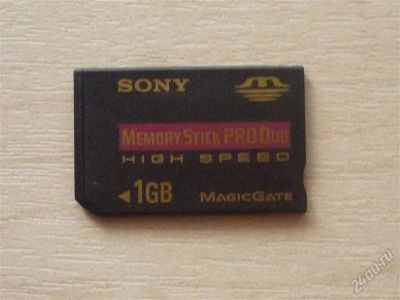 SONY
MEMORY STICK PRO DUO
HIGH SPEED
1GB MAGICGATE
24au.ru